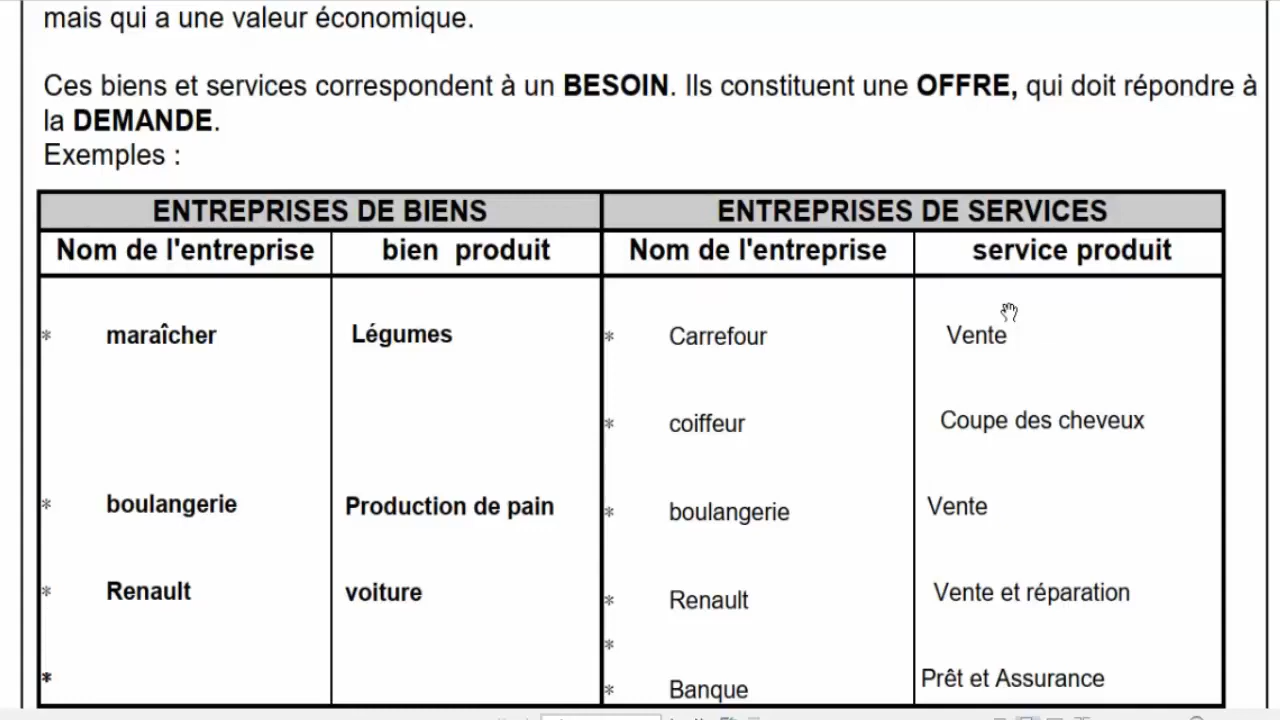 mais qui a une valeur économique.
Ces biens et services correspondent à un BESOIN. Ils constituent une OFFRE, qui doit répondre à
la DEMANDE.
Exemples :
ENTREPRISES DE BIENS ENTREPRISES DE SERVICES
Nom de l'entreprise bien produit Nom de l'entreprise service produit
* maraîcher Légumes * Carrefour Vente
* coiffeur Coupe des cheveux
* boulangerie Production de pain * boulangerie Vente
* Renault voiture * Renault Vente et réparation
*
* * Banque Prêt et Assurance